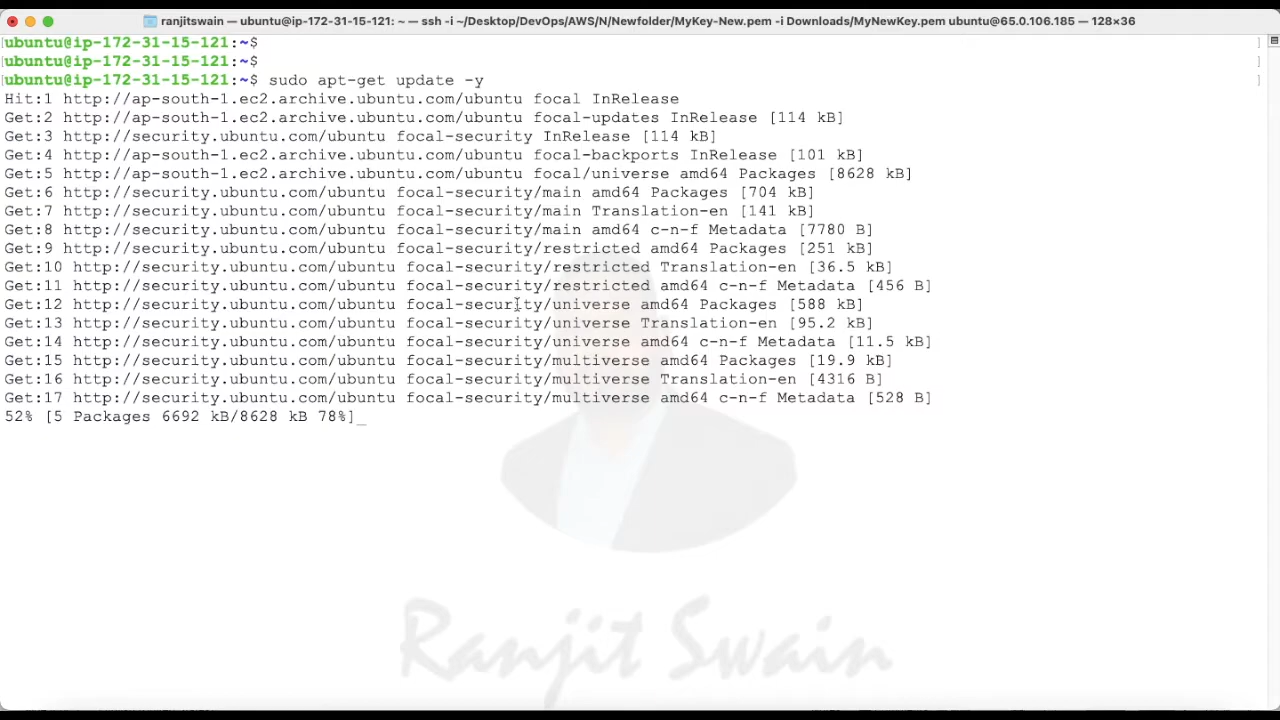 ranjitswain — ubuntu@ip-172-31-15-121: ~ — ssh -i ~/Desktop/DevOps/AWS/N/Newfolder/MyKey-New.pem -i Downloads/MyNewKey.pem ubuntu@65.0.106.185 — 128×36
ubuntu@ip-172-31-15-121:~$
ubuntu@ip-172-31-15-121:~$
ubuntu@ip-172-31-15-121:~$ sudo apt-get update -y
Hit:1 http://ap-south-1.ec2.archive.ubuntu.com/ubuntu focal InRelease
Get:2 http://ap-south-1.ec2.archive.ubuntu.com/ubuntu focal-updates InRelease [114 kB]
Get:3 http://security.ubuntu.com/ubuntu focal-security InRelease [114 kB]
Get:4 http://ap-south-1.ec2.archive.ubuntu.com/ubuntu focal-backports InRelease [101 kB]
Get:5 http://ap-south-1.ec2.archive.ubuntu.com/ubuntu focal/universe amd64 Packages [8628 kB]
Get:6 http://security.ubuntu.com/ubuntu focal-security/main amd64 Packages [704 kB]
Get:7 http://security.ubuntu.com/ubuntu focal-security/main Translation-en [141 kB]
Get:8 http://security.ubuntu.com/ubuntu focal-security/main amd64 c-n-f Metadata [7780 B]
Get:9 http://security.ubuntu.com/ubuntu focal-security/restricted amd64 Packages [251 kB]
Get:10 http://security.ubuntu.com/ubuntu focal-security/restricted Translation-en [36.5 kB]
Get:11 http://security.ubuntu.com/ubuntu focal-security/restricted amd64 c-n-f Metadata [456 B]
Get:12 http://security.ubuntu.com/ubuntu focal-security/universe amd64 Packages [588 kB]
Get:13 http://security.ubuntu.com/ubuntu focal-security/universe Translation-en [95.2 kB]
Get:14 http://security.ubuntu.com/ubuntu focal-security/universe amd64 c-n-f Metadata [11.5 kB]
Get:15 http://security.ubuntu.com/ubuntu focal-security/multiverse amd64 Packages [19.9 kB]
Get:16 http://security.ubuntu.com/ubuntu focal-security/multiverse Translation-en [4316 B]
Get:17 http://security.ubuntu.com/ubuntu focal-security/multiverse amd64 c-n-f Metadata [528 B]
52% [5 Packages 6692 kB/8628 kB 78%]_
Ranjit Swain